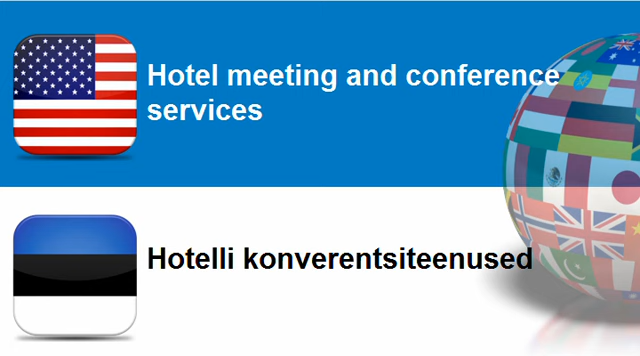 Hotel meeting and conference
services
Hotelli konverentsiteenused